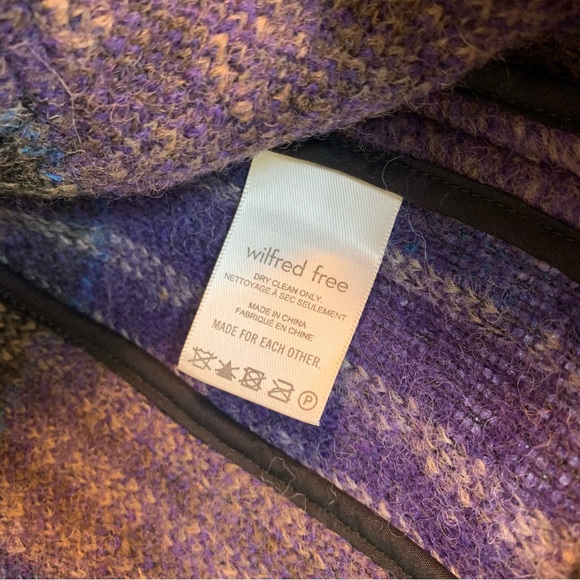 wilfred free
DRY CLEAN ONLY
NETTOYAGE À SEC SEULEMENT
MADE IN CHINA
FABRIQUÉ EN CHINE
MADE FOR EACH OTHER.
P